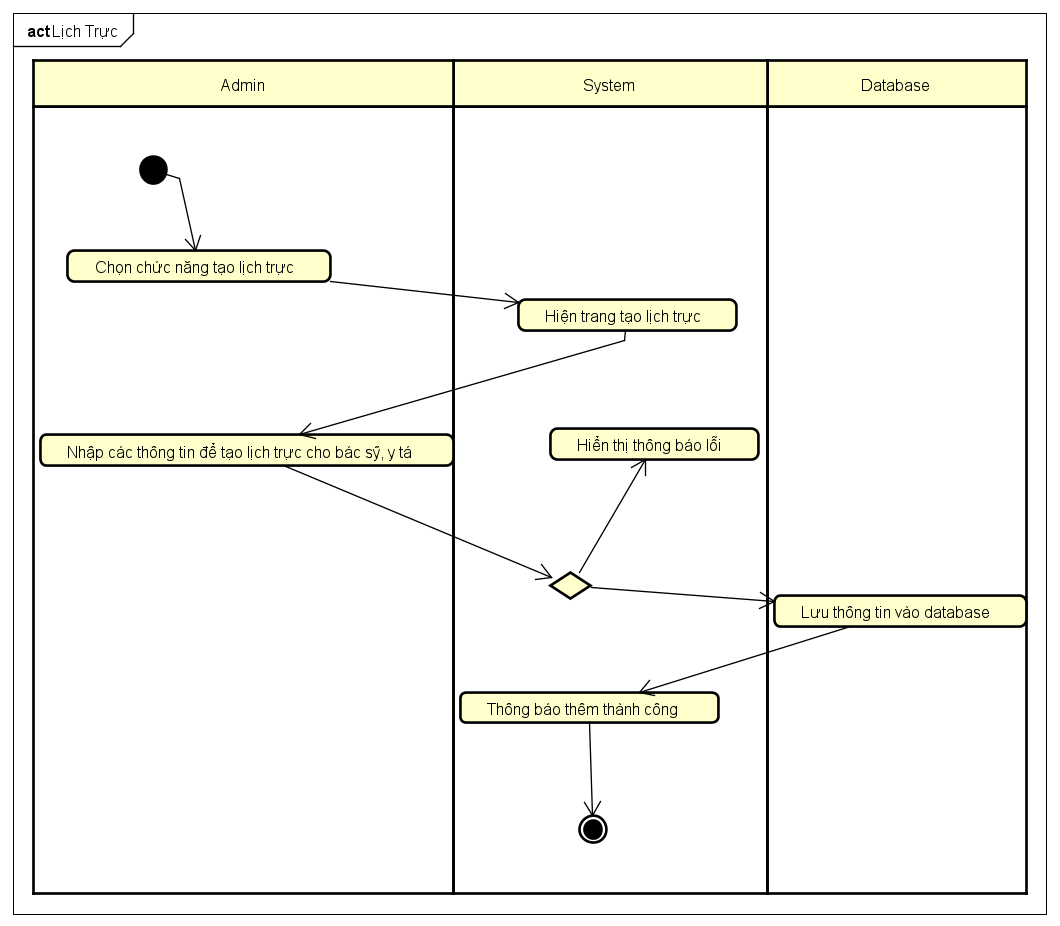 act Lịch Trực
Admin
System
Database
Chọn chức năng tạo lịch trực
Hiện trang tạo lịch trực
Nhập các thông tin để tạo lịch trực cho bác sỹ, y tá
Hiển thị thông báo lỗi
Lưu thông tin vào database
Thông báo thêm thành công